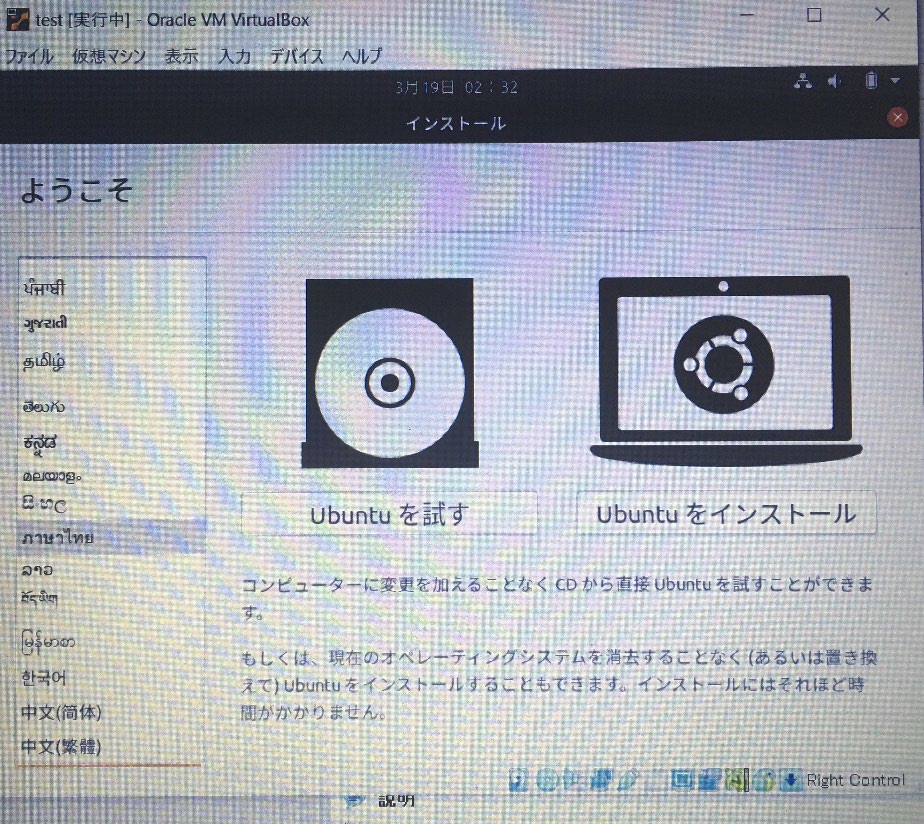 test [実行中] - Oracle VM VirtualBox
ファイル 仮想マシン 表示 入力 デバイス ヘルプ
3月19日 02：32
インストール
ようこそ
ਪੰਜਾਬੀ
ગુજરાતી
தமிழ்
తెలుగు
ಕನ್ನಡ
മലയാളം
සිංහල
ภาษาไทย
ລາວ
རྫོང་ཁ
မြန်မာစာ
한국어
中文(简体)
中文(繁體)
Ubuntu を試す
Ubuntu をインストール
コンピューターに変更を加えることなく CD から直接 Ubuntu を試すことができま
す。
もしくは、現在のオペレーティングシステムを消去することなく (あるいは置き換
えて) Ubuntu をインストールすることもできます。インストールにはそれほど時
間がかかりません。
Right Control
説明